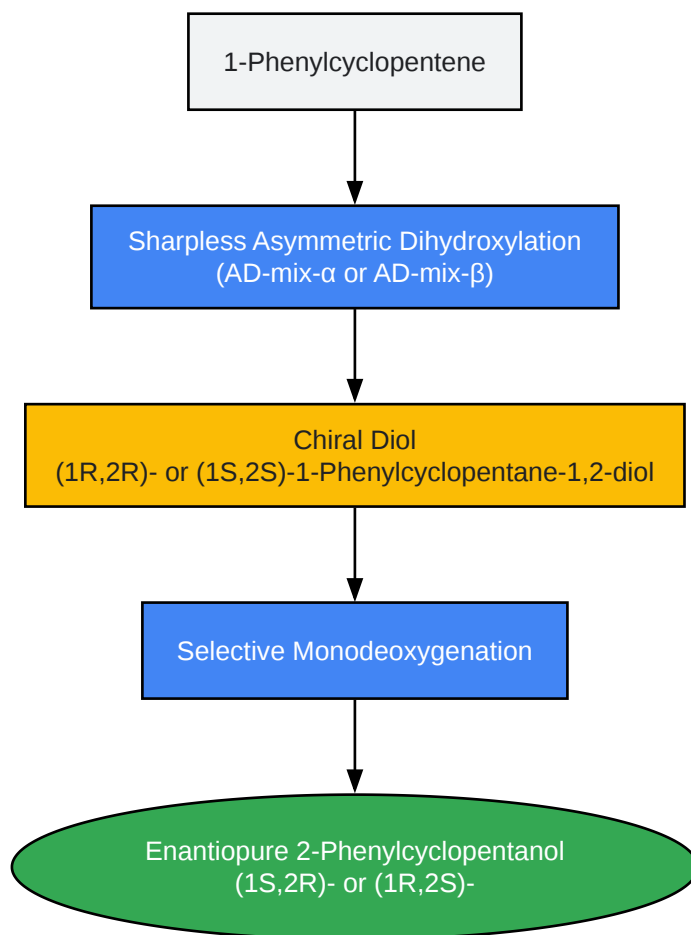 1-Phenylcyclopentene
Sharpless Asymmetric Dihydroxylation
(AD-mix-α or AD-mix-β)
Chiral Diol
(1R,2R)- or (1S,2S)-1-Phenylcyclopentane-1,2-diol
Selective Monodeoxygenation
Enantiopure 2-Phenylcyclopentanol
(1S,2R)- or (1R,2S)-